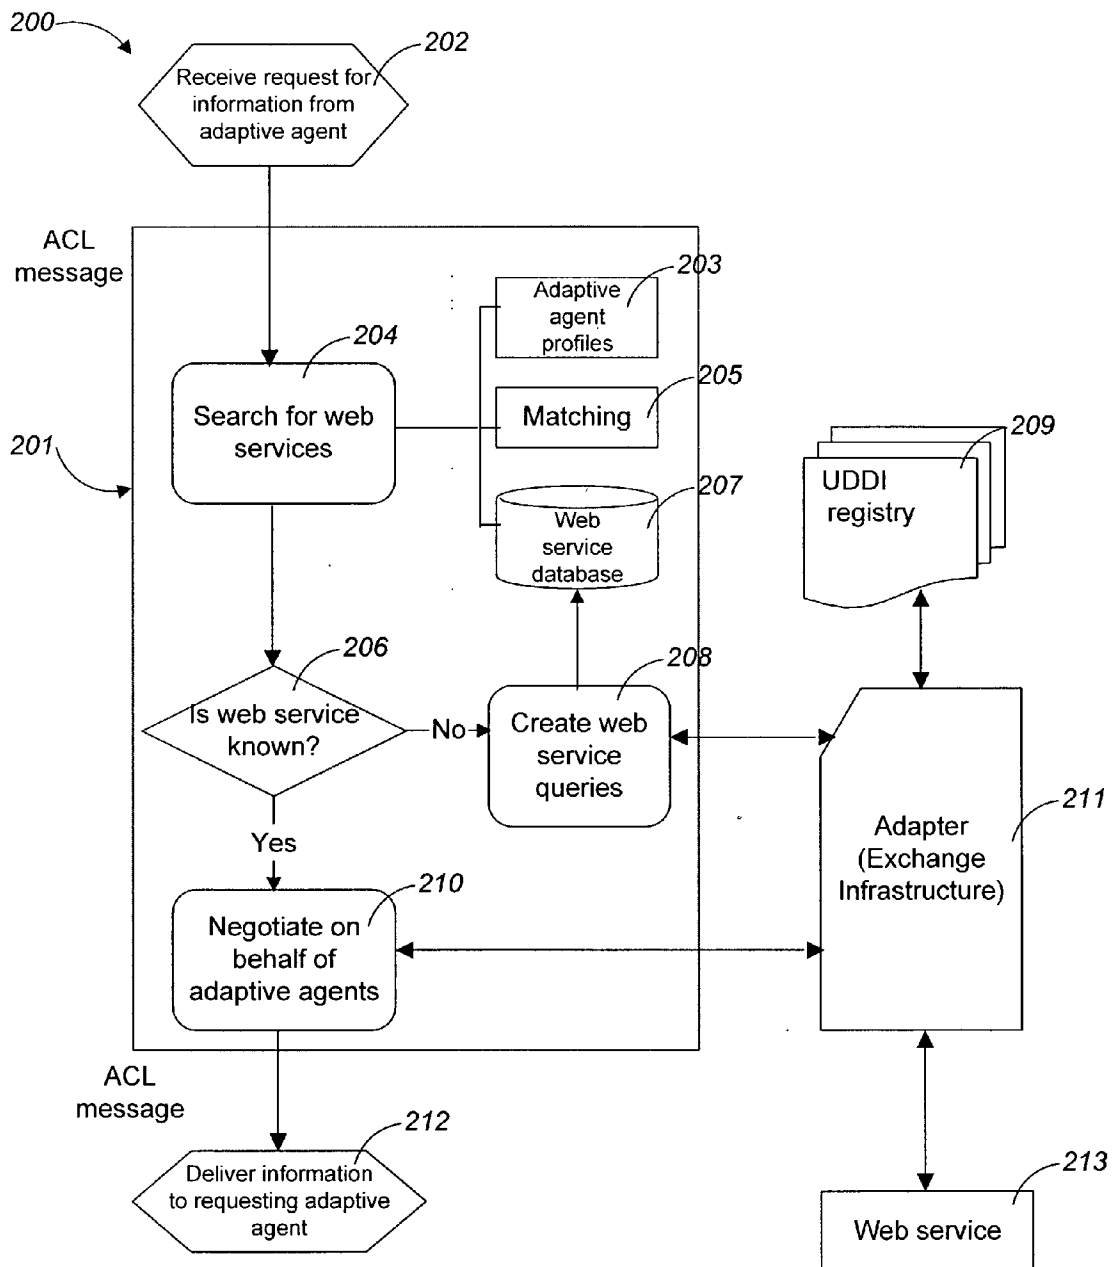 200
202
Receive request for
information from
adaptive agent
ACL
message
203
Adaptive
agent
profiles
204
Search for web
services
205
Matching
201
207
Web
service
database
209
UDDI
registry
206
Is web service
known?
No
208
Create web
service
queries
211
Adapter
(Exchange
Infrastructure)
Yes
210
Negotiate on
behalf of
adaptive agents
ACL
message
212
Deliver information
to requesting adaptive
agent
213
Web service